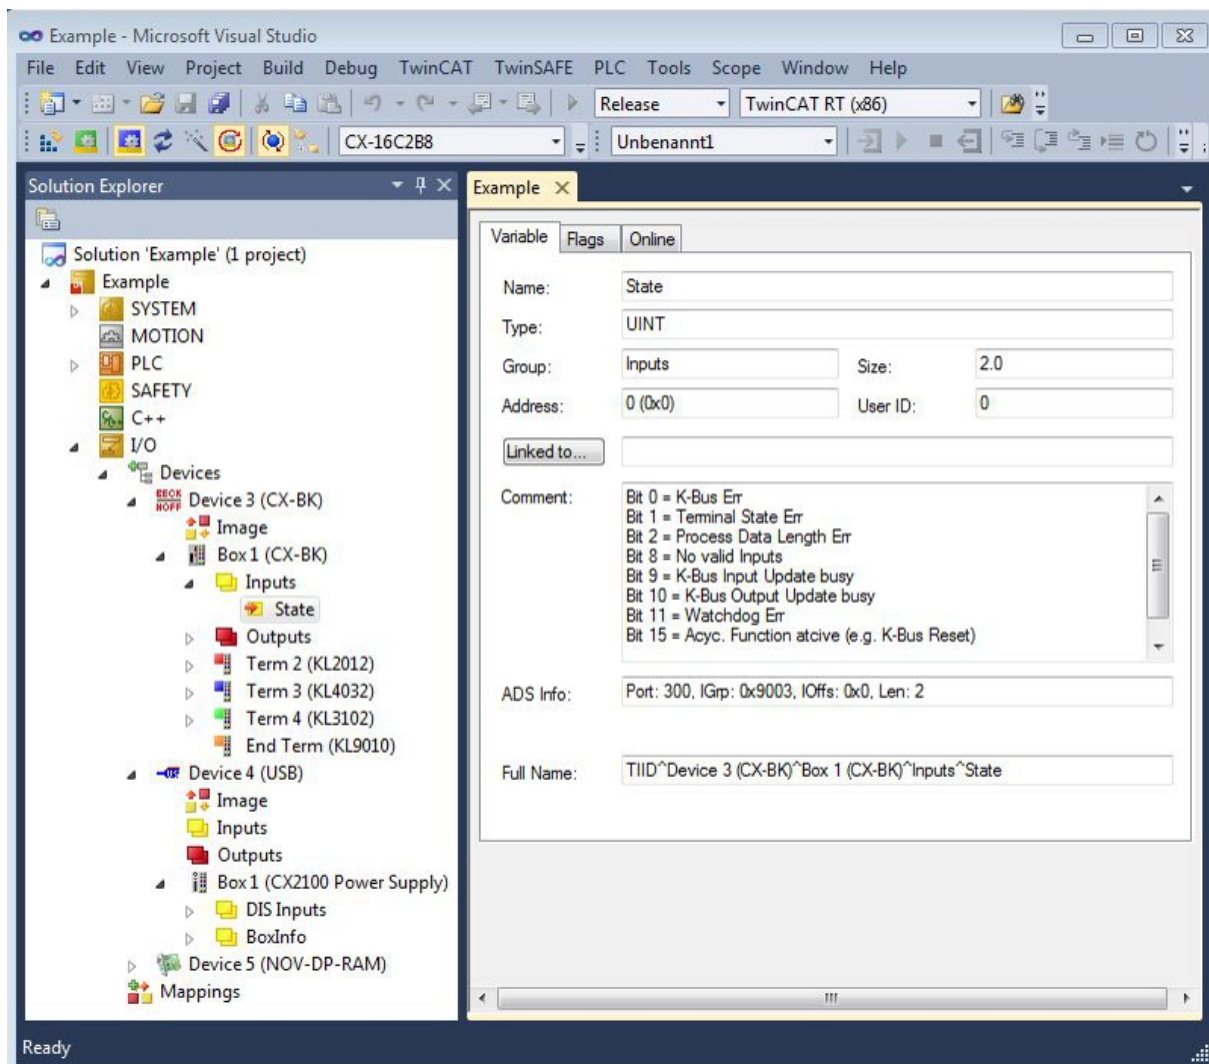 Example - Microsoft Visual Studio
File Edit View Project Build Debug TwinCAT TwinSAFE PLC Tools Scope Window Help
Release TwinCAT RT (x86)
CX-16C2B8 Unbenannt1
Solution Explorer
Solution 'Example' (1 project)
Example
SYSTEM
MOTION
PLC
SAFETY
C++
I/O
Devices
BECK
HOFF
Device 3 (CX-BK)
Image
Box 1 (CX-BK)
Inputs
State
Outputs
Term 2 (KL2012)
Term 3 (KL4032)
Term 4 (KL3102)
End Term (KL9010)
Device 4 (USB)
Image
Inputs
Outputs
Box 1 (CX2100 Power Supply)
DIS Inputs
BoxInfo
Device 5 (NOV-DP-RAM)
Mappings
Example
Variable Flags Online
Name: State
Type: UINT
Group: Inputs Size: 2.0
Address: 0 (0x0) User ID: 0
Linked to...
Comment: Bit 0 = K-Bus Err
Bit 1 = Terminal State Err
Bit 2 = Process Data Length Err
Bit 8 = No valid Inputs
Bit 9 = K-Bus Input Update busy
Bit 10 = K-Bus Output Update busy
Bit 11 = Watchdog Err
Bit 15 = Acyc. Function atcive (e.g. K-Bus Reset)
ADS Info: Port: 300, IGrp: 0x9003, IOffs: 0x0, Len: 2
Full Name: TIID^Device 3 (CX-BK)^Box 1 (CX-BK)^Inputs^State
Ready